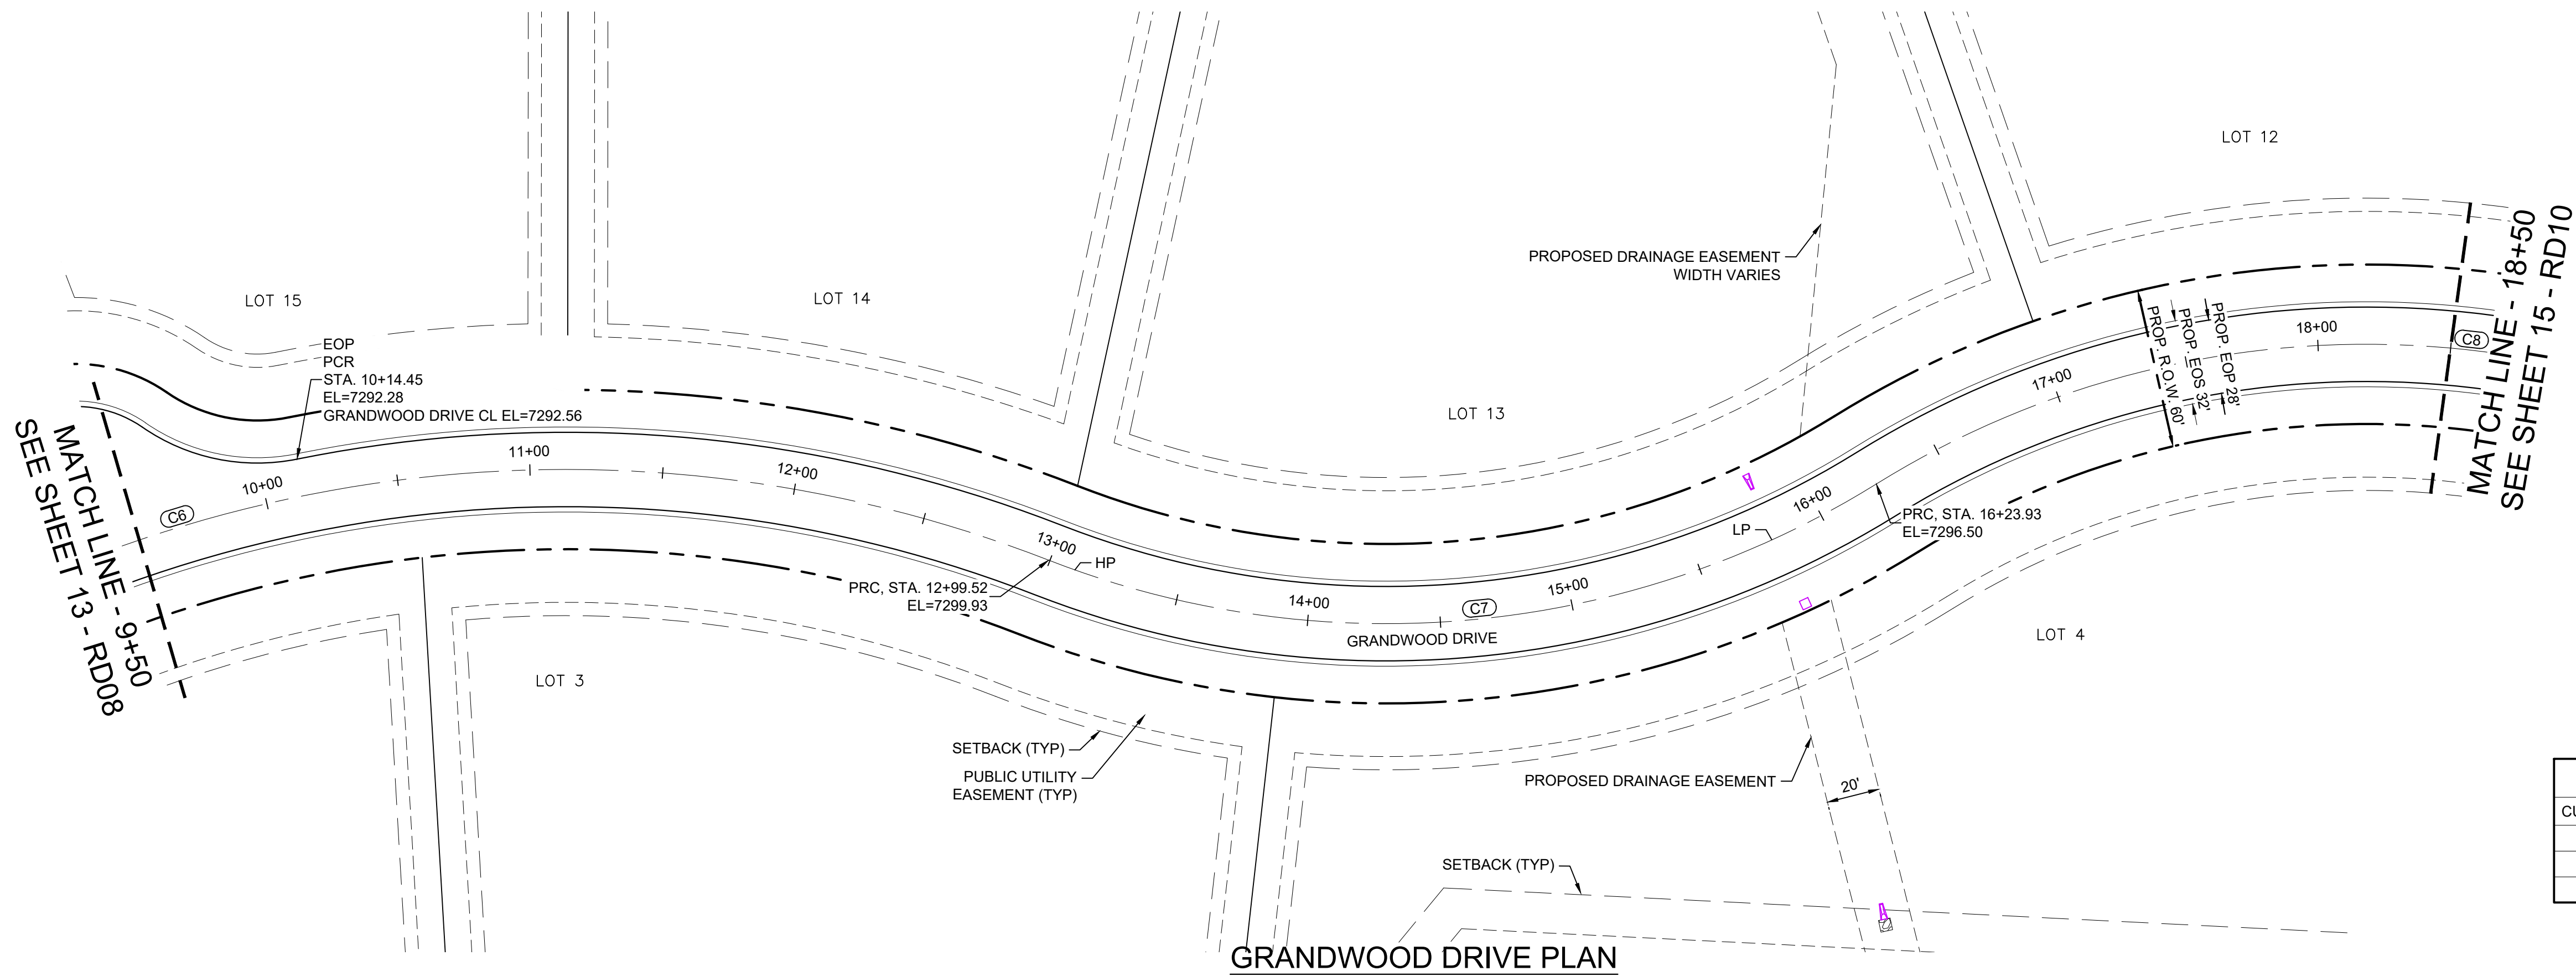 LOT 12
LOT 15
LOT 14
LOT 13
PROPOSED DRAINAGE EASEMENT
WIDTH VARIES
EOP
PCR
STA. 10+14.45
EL=7292.28
GRANDWOOD DRIVE CL EL=7292.56
MATCH LINE - 9+50
SEE SHEET 13 - RD08
C6
10+00
11+00
12+00
13+00
HP
PRC, STA. 12+99.52
EL=7299.93
14+00
C7
15+00
GRANDWOOD DRIVE
LP
16+00
PRC, STA. 16+23.93
EL=7296.50
17+00
PROP. R.O.W. 60'
PROP. EOS 32'
PROP. EOP 28'
18+00
C8
MATCH LINE - 18+50
SEE SHEET 15 - RD10
LOT 3
LOT 4
SETBACK (TYP)
PUBLIC UTILITY
EASEMENT (TYP)
PROPOSED DRAINAGE EASEMENT
20'
SETBACK (TYP)
GRANDWOOD DRIVE PLAN